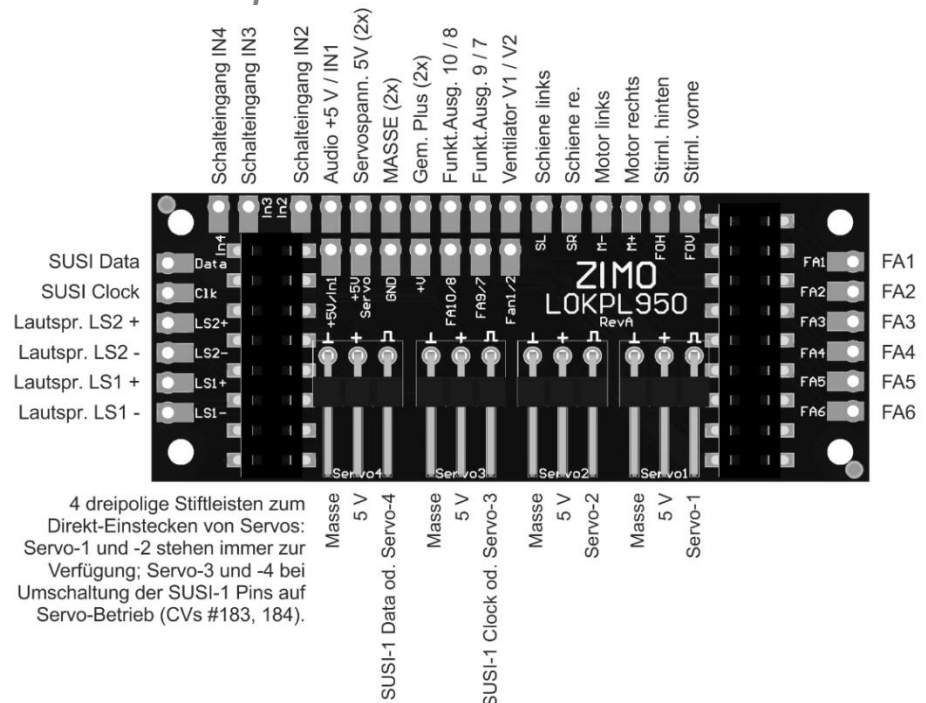 Schalteingang IN4
Schalteingang IN3
Schalteingang IN2
Audio +5 V / IN1
Servospann. 5V (2x)
MASSE (2x)
Gem. Plus (2x)
Funkt.Ausg. 10 / 8
Funkt.Ausg. 9 / 7
Ventilator V1 / V2
Schiene links
Schiene re.
Motor links
Motor rechts
Stirnl. hinten
Stirnl. vorne
In4
In3
In2
SL
SR
M-
M+
FOH
FOV
+5V/In1
+5V Servo
GND
+V
FA10/8
FA9/7
Fan1/2
ZIMO
LOKPL950
RevA
SUSI Data
SUSI Clock
Lautspr. LS2 +
Lautspr. LS2 -
Lautspr. LS1 +
Lautspr. LS1 -
Data
Clk
LS2+
LS2-
LS1+
LS1-
FA1
FA2
FA3
FA4
FA5
FA6
FA1
FA2
FA3
FA4
FA5
FA6
Servo4
Servo3
Servo2
Servo1
Masse
5 V
SUSI-1 Data od. Servo-4
Masse
5 V
SUSI-1 Clock od. Servo-3
Masse
5 V
Servo-2
Masse
5 V
Servo-1
4 dreipolige Stiftleisten zum
Direkt-Einstecken von Servos:
Servo-1 und -2 stehen immer zur
Verfügung; Servo-3 und -4 bei
Umschaltung der SUSI-1 Pins auf
Servo-Betrieb (CVs #183, 184).